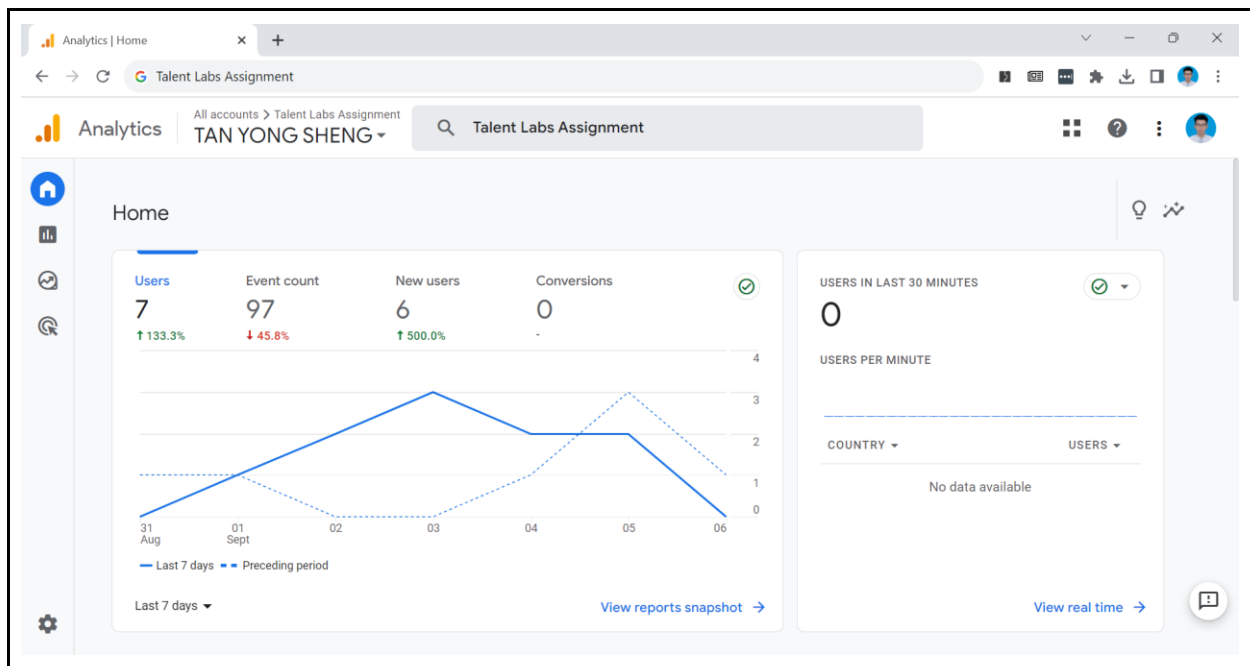 Analytics | Home
Talent Labs Assignment
Analytics
All accounts > Talent Labs Assignment
TAN YONG SHENG
Talent Labs Assignment
Home
Users Event count New users Conversions
7 97 6 0
↑ 133.3% ↓ 45.8% ↑ 500.0% -
4
3
2
1
0
31 01 02 03 04 05 06
Aug Sept
Last 7 days Preceding period
Last 7 days
View reports snapshot →
USERS IN LAST 30 MINUTES
0
USERS PER MINUTE
COUNTRY USERS
No data available
View real time →